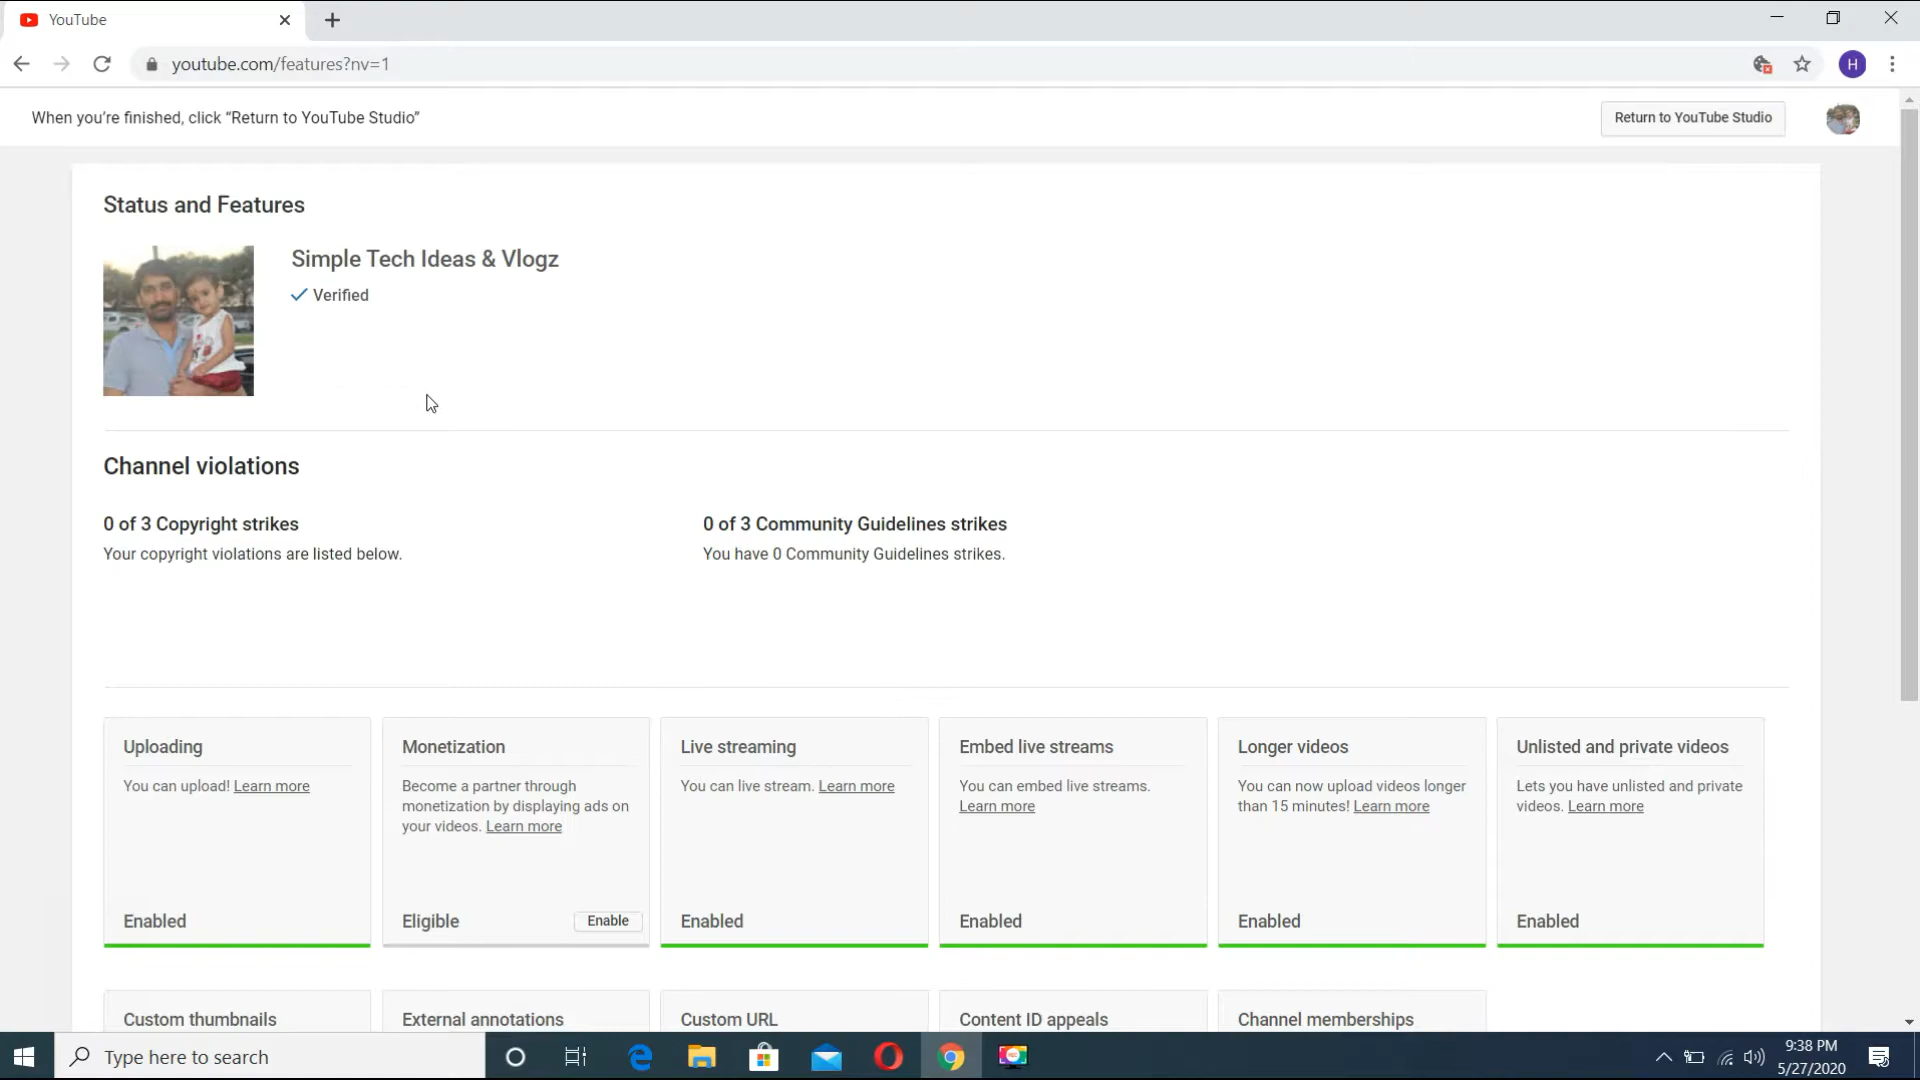 YouTube
youtube.com/features?nv=1
H
When you're finished, click “Return to YouTube Studio”
Return to YouTube Studio
Status and Features
Simple Tech Ideas & Vlogz
Verified
Channel violations
0 of 3 Copyright strikes
Your copyright violations are listed below.
0 of 3 Community Guidelines strikes
You have 0 Community Guidelines strikes.
Uploading
You can upload! Learn more
Enabled
Monetization
Become a partner through
monetization by displaying ads on
your videos. Learn more
Eligible
Enable
Live streaming
You can live stream. Learn more
Enabled
Embed live streams
You can embed live streams.
Learn more
Enabled
Longer videos
You can now upload videos longer
than 15 minutes! Learn more
Enabled
Unlisted and private videos
Lets you have unlisted and private
videos. Learn more
Enabled
Custom thumbnails
External annotations
Custom URL
Content ID appeals
Channel memberships
Type here to search
9:38 PM
5/27/2020